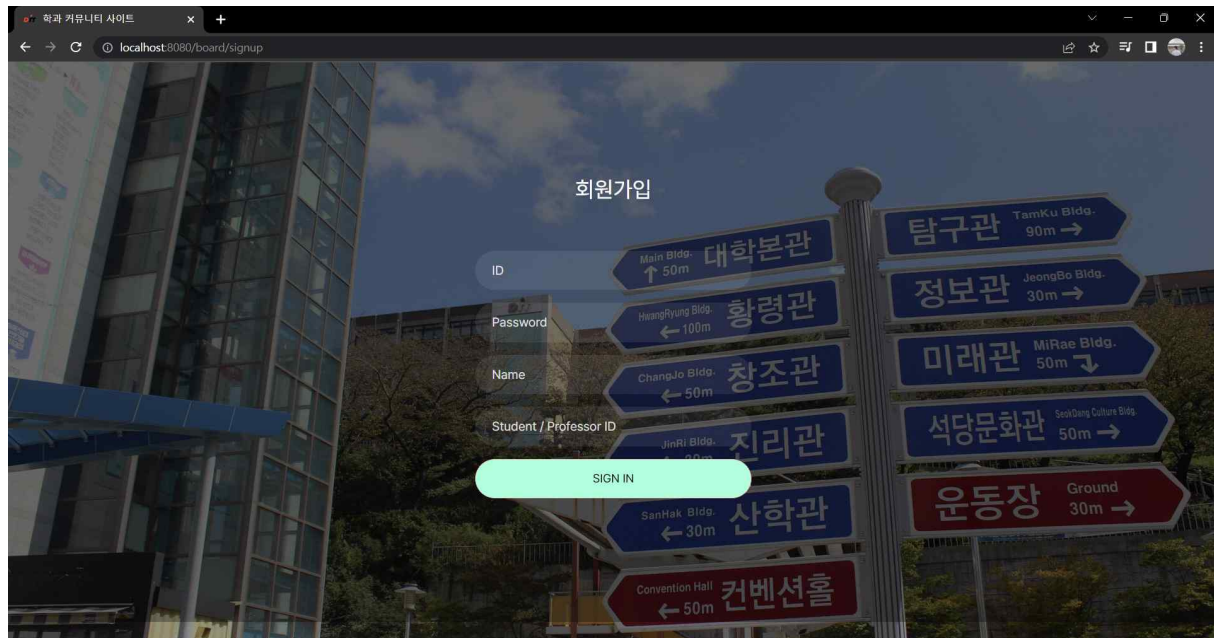 학과 커뮤니티 사이트
localhost:8080/board/signup
회원가입
ID
Password
Name
Student / Professor ID
SIGN IN
Main Bldg. 대학본관
50m
HwangRyung Bldg. 황령관
100m
ChangJo Bldg. 창조관
50m
JinRi Bldg. 진리관
SanHak Bldg. 산학관
30m
Convention Hall 컨벤션홀
50m
탐구관 TamKu Bldg.
90m
정보관 JeongBo Bldg.
30m
미래관 MiRae Bldg.
50m
석당문화관 SeokDang Culture Bldg.
50m
운동장 Ground
30m